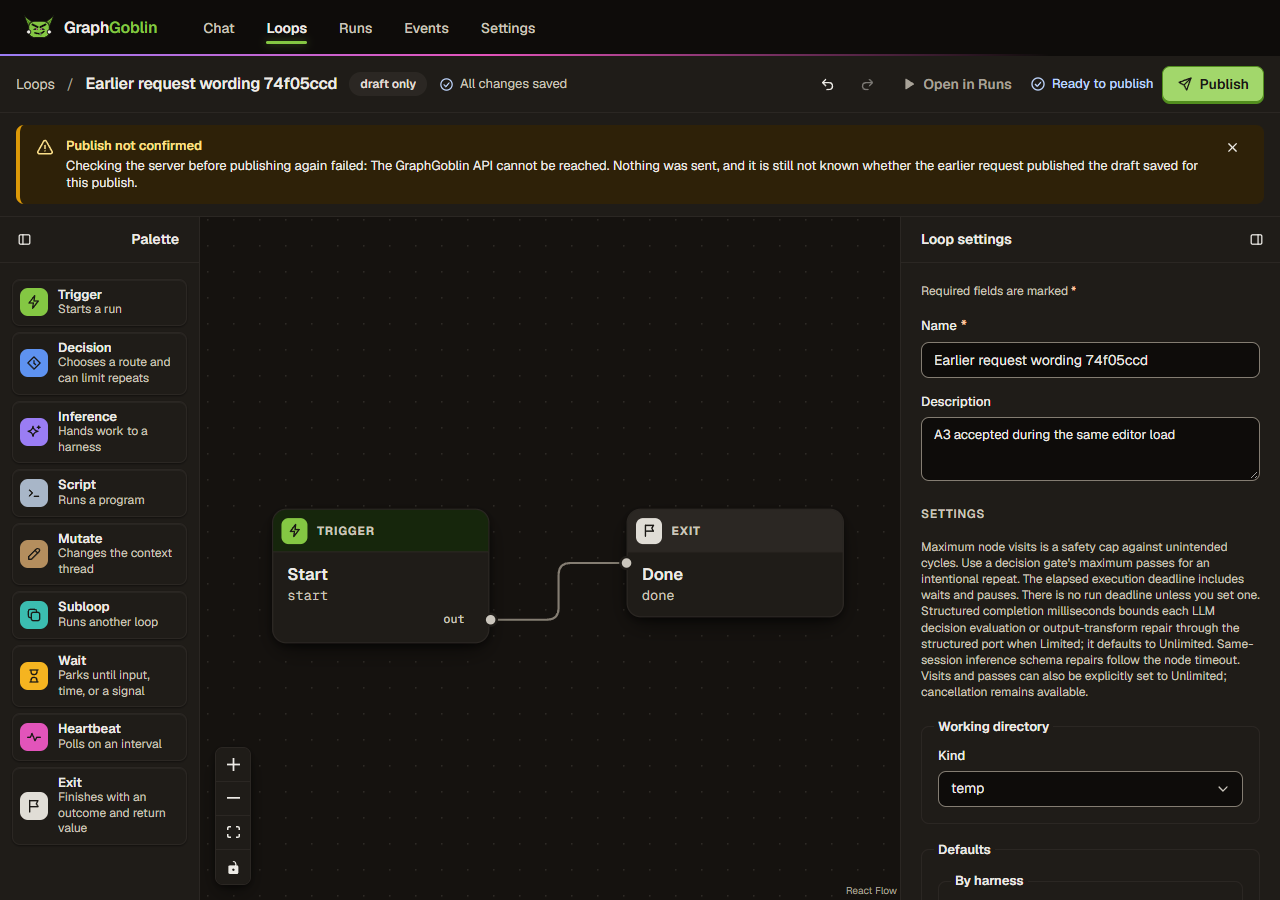 GraphGoblin
Chat
Loops
Runs
Events
Settings
Loops / Earlier request wording 74f05ccd
draft only
All changes saved
Open in Runs
Ready to publish
Publish
Publish not confirmed
Checking the server before publishing again failed: The GraphGoblin API cannot be reached. Nothing was sent, and it is still not known whether the earlier request published the draft saved for
this publish.
Palette
Trigger
Starts a run
Decision
Chooses a route and
can limit repeats
Inference
Hands work to a
harness
Script
Runs a program
Mutate
Changes the context
thread
Subloop
Runs another loop
Wait
Parks until input,
time, or a signal
Heartbeat
Polls on an interval
Exit
Finishes with an
outcome and return
value
TRIGGER
Start
start
out
EXIT
Done
done
React Flow
Loop settings
Required fields are marked *
Name *
Earlier request wording 74f05ccd
Description
A3 accepted during the same editor load
SETTINGS
Maximum node visits is a safety cap against unintended
cycles. Use a decision gate's maximum passes for an
intentional repeat. The elapsed execution deadline includes
waits and pauses. There is no run deadline unless you set one.
Structured completion milliseconds bounds each LLM
decision evaluation or output-transform repair through the
structured port when Limited; it defaults to Unlimited. Same-
session inference schema repairs follow the node timeout.
Visits and passes can also be explicitly set to Unlimited;
cancellation remains available.
Working directory
Kind
temp
Defaults
By harness